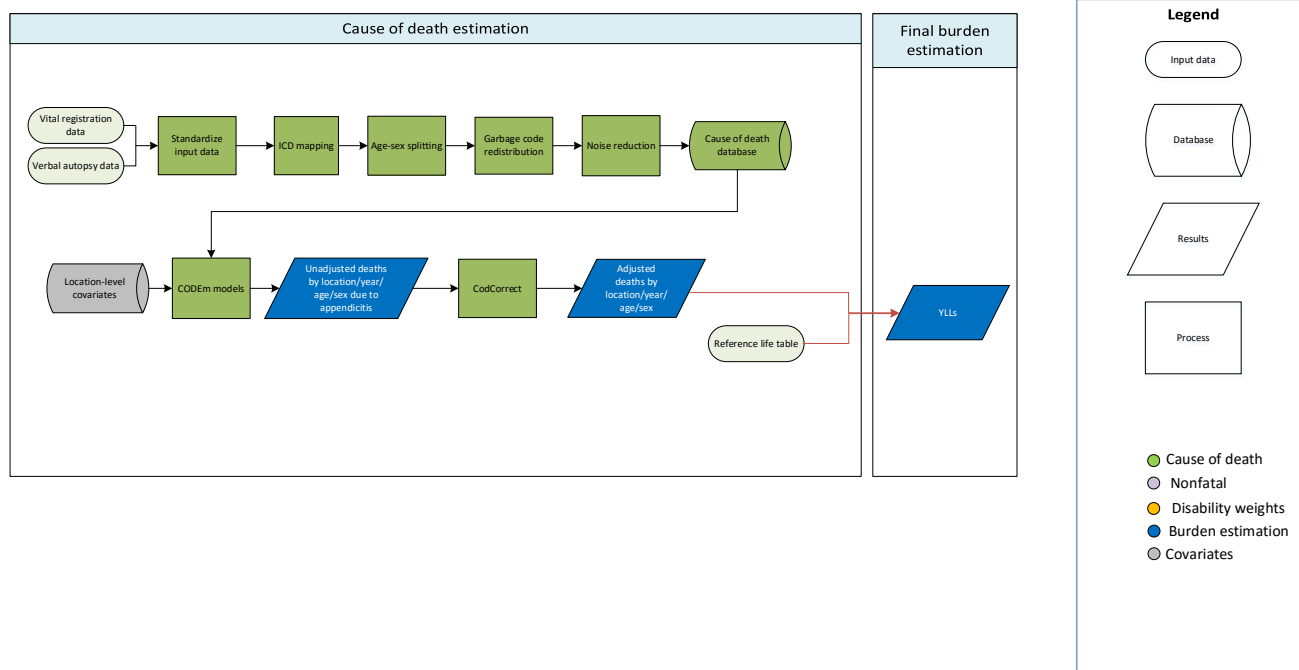 Cause of death estimation
Final burden
estimation
Vital registration
data
Verbal autopsy data
Standardize
input data
ICD mapping
Age-sex splitting
Garbage code
redistribution
Noise reduction
Cause of death
database
Location-level
covariates
CODEm models
Unadjusted deaths
by location/year/
age/sex due to
appendicitis
CodCorrect
Adjusted
deaths by
location/year/
age/sex
Reference life table
YLLs
Legend
Input data
Database
Results
Process
Cause of death
Nonfatal
Disability weights
Burden estimation
Covariates